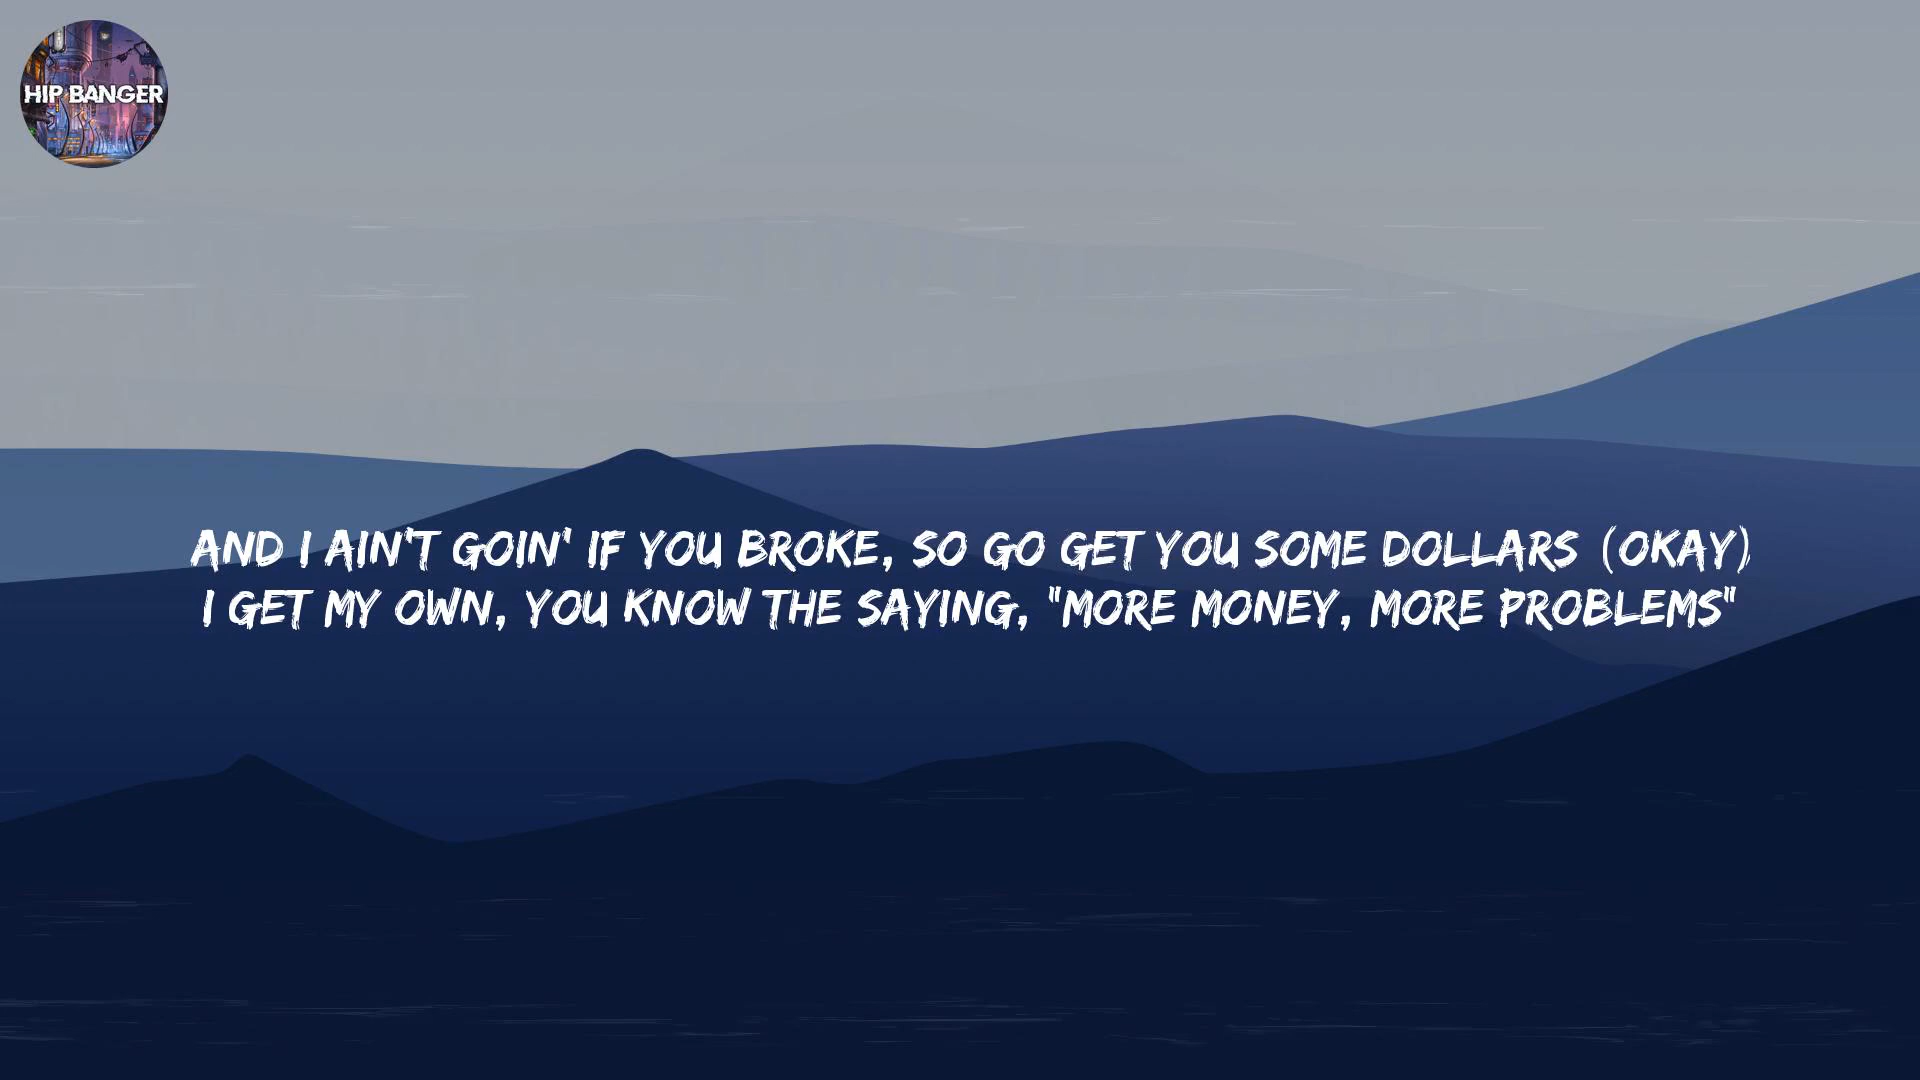 HIP BANGER
AND I AIN'T GOIN' IF YOU BROKE, SO GO GET YOU SOME DOLLARS (OKAY)
I GET MY OWN, YOU KNOW THE SAYING, "MORE MONEY, MORE PROBLEMS"